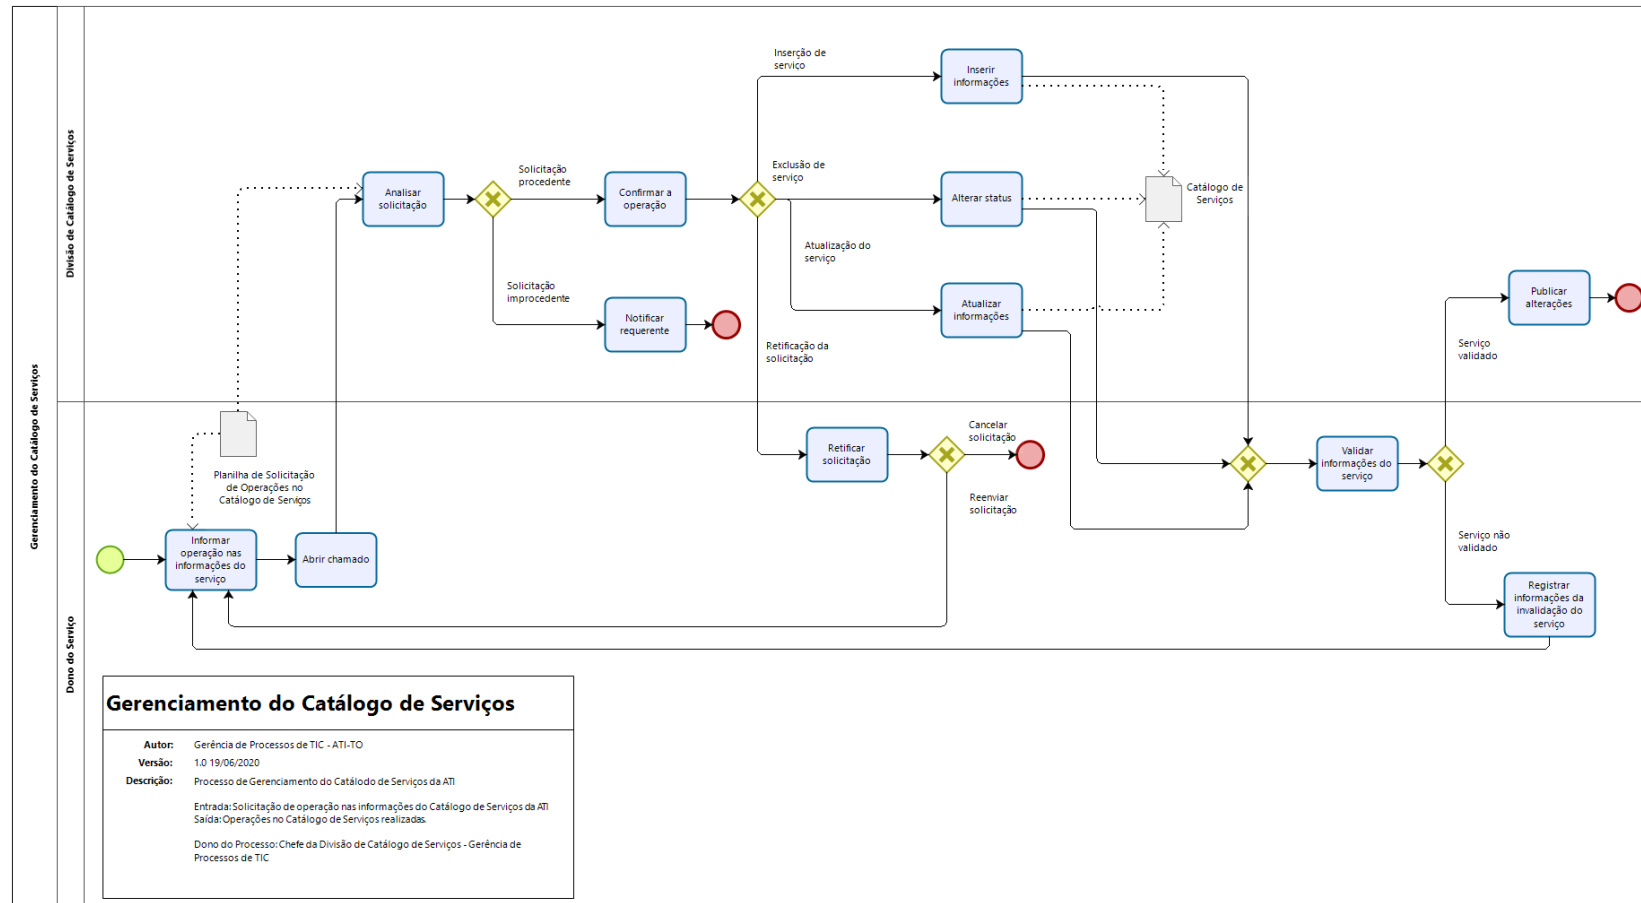 Gerenciamento do Catálogo de Serviços
Divisão de Catálogo de Serviços
Dono do Serviço
Inserção de
serviço
Inserir
informações
Solicitação
procedente
Exclusão de
serviço
Analisar
solicitação
Confirmar a
operação
Alterar status
Catálogo de
Serviços
Atualização do
serviço
Solicitação
improcedente
Notificar
requerente
Atualizar
informações
Publicar
alterações
Retificação da
solicitação
Serviço
validado
Planilha de Solicitação
de Operações no
Catálogo de Serviços
Retificar
solicitação
Cancelar
solicitação
Reenviar
solicitação
Validar
informações do
serviço
Informar
operação nas
informações do
serviço
Abrir chamado
Serviço não
validado
Registrar
informações da
invalidação do
serviço
Gerenciamento do Catálogo de Serviços
Autor: Gerência de Processos de TIC - ATI-TO
Versão: 1.0 19/06/2020
Descrição: Processo de Gerenciamento do Catálodo de Serviços da ATI
Entrada: Solicitação de operação nas informações do Catálogo de Serviços da ATI
Saída: Operações no Catálogo de Serviços realizadas.
Dono do Processo: Chefe da Divisão de Catálogo de Serviços - Gerência de
Processos de TIC